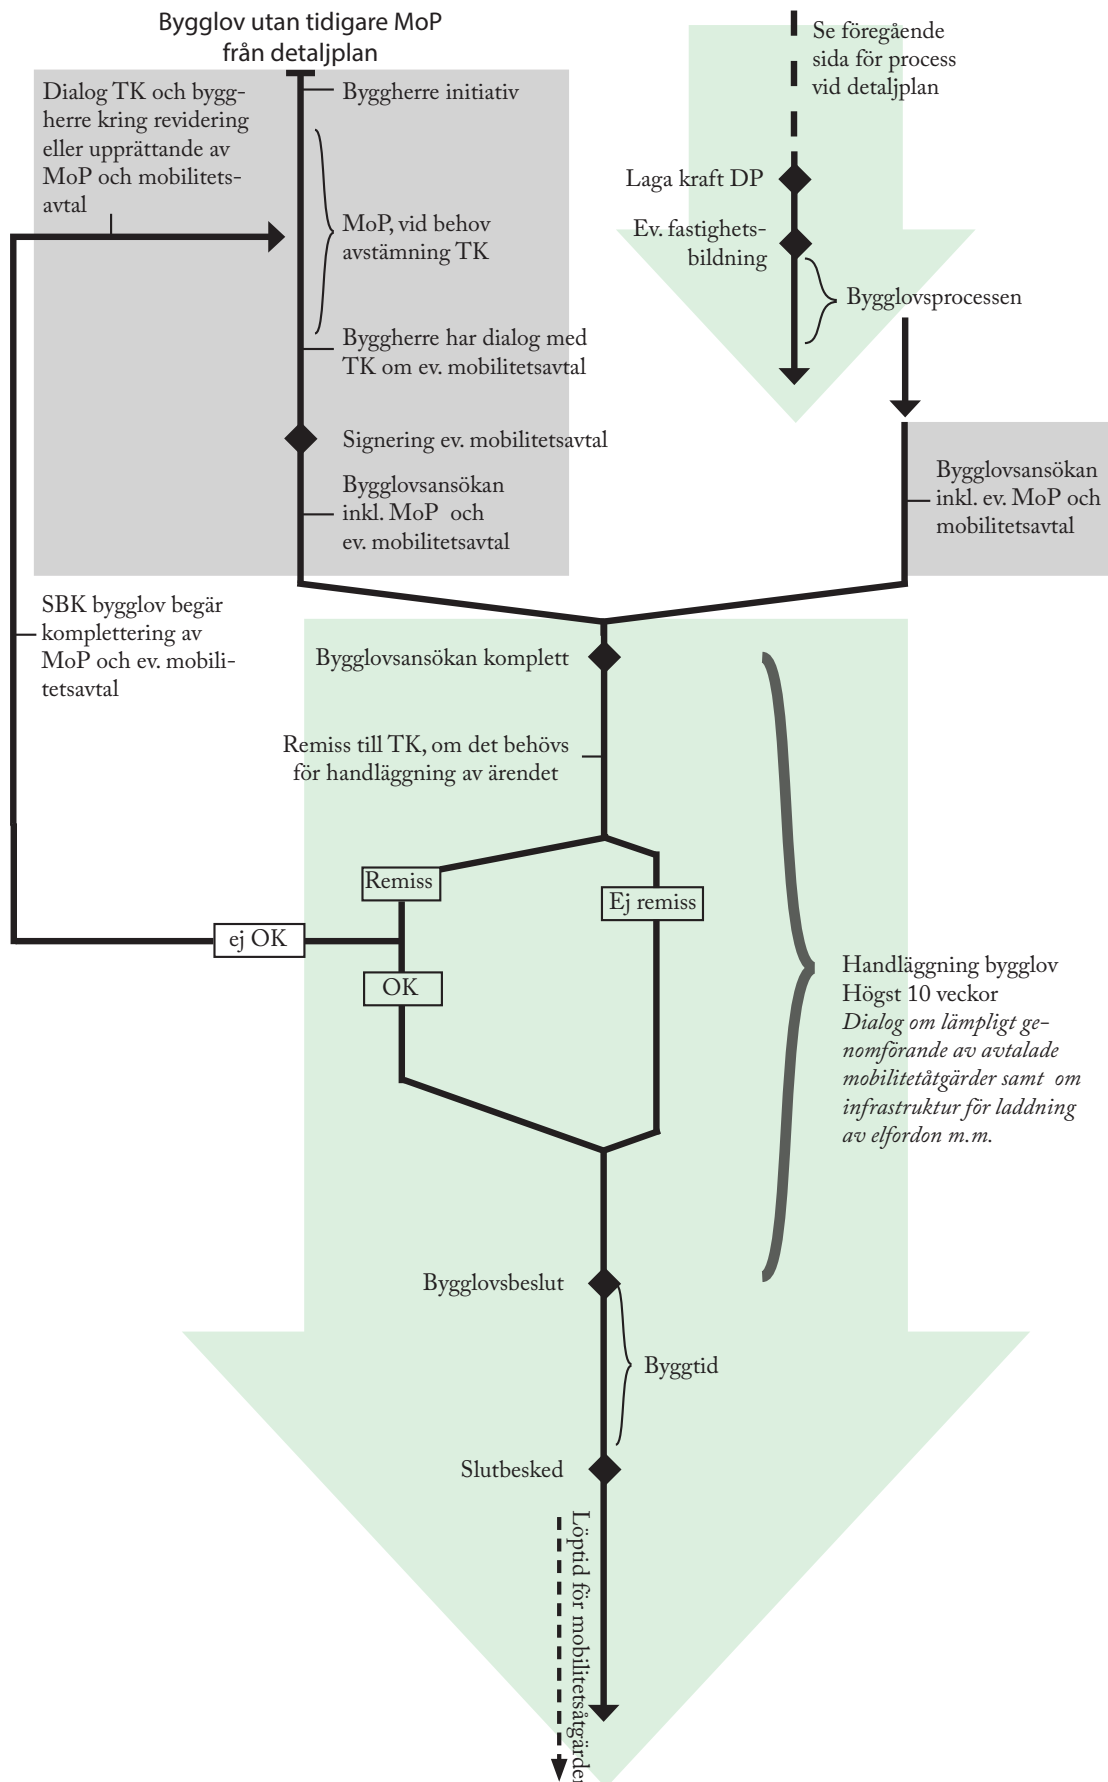 Bygglov utan tidigare MoP
från detaljplan
Dialog TK och bygg-
herre kring revidering
eller upprättande av
MoP och mobilitets-
avtal
Byggherre initiativ
MoP, vid behov
avstämning TK
Byggherre har dialog med
TK om ev. mobilitetsavtal
Signering ev. mobilitetsavtal
Bygglovsansökan
inkl. MoP och
ev. mobilitetsavtal
Se föregående
sida för process
vid detaljplan
Laga kraft DP
Ev. fastighets-
bildning
Bygglovsprocessen
Bygglovsansökan
inkl. ev. MoP och
mobilitetsavtal
SBK bygglov begär
komplettering av
MoP och ev. mobili-
tetsavtal
Bygglovsansökan komplett
Remiss till TK, om det behövs
för handläggning av ärendet
Remiss
Ej remiss
ej OK
OK
Handläggning bygglov
Högst 10 veckor
Dialog om lämpligt ge-
nomförande av avtalade
mobilitetåtgärder samt om
infrastruktur för laddning
av elfordon m.m.
Bygglovsbeslut
Byggtid
Slutbesked
Löptid för mobilitetsåtgärder